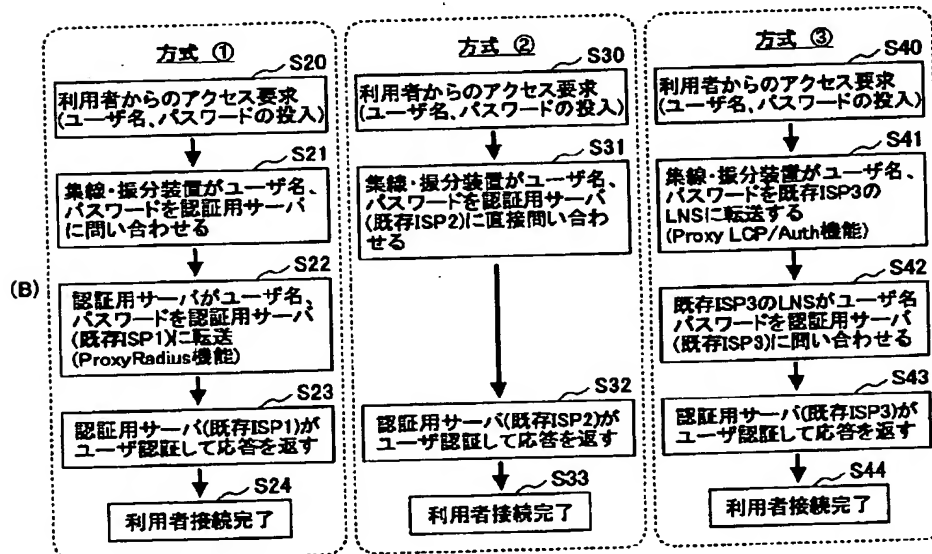 (B)
方式 ①
S20
利用者からのアクセス要求
(ユーザ名、パスワードの投入)
S21
集線・振分装置がユーザ名、
パスワードを認証用サーバ
に問い合わせる
S22
認証用サーバがユーザ名、
パスワードを認証用サーバ
(既存ISP1)に転送
(ProxyRadius機能)
S23
認証用サーバ(既存ISP1)が
ユーザ認証して応答を返す
S24
利用者接続完了
方式 ②
S30
利用者からのアクセス要求
(ユーザ名、パスワードの投入)
S31
集線・振分装置がユーザ名、
パスワードを認証用サーバ
(既存ISP2)に直接問い合わ
せる
S32
認証用サーバ(既存ISP2)が
ユーザ認証して応答を返す
S33
利用者接続完了
方式 ③
S40
利用者からのアクセス要求
(ユーザ名、パスワードの投入)
S41
集線・振分装置がユーザ名、
パスワードを既存ISP3の
LNSに転送する
(Proxy LCP/Auth機能)
S42
既存ISP3のLNSがユーザ名
パスワードを認証用サーバ
(既存ISP3)に問い合わせる
S43
認証用サーバ(既存ISP3)が
ユーザ認証して応答を返す
S44
利用者接続完了